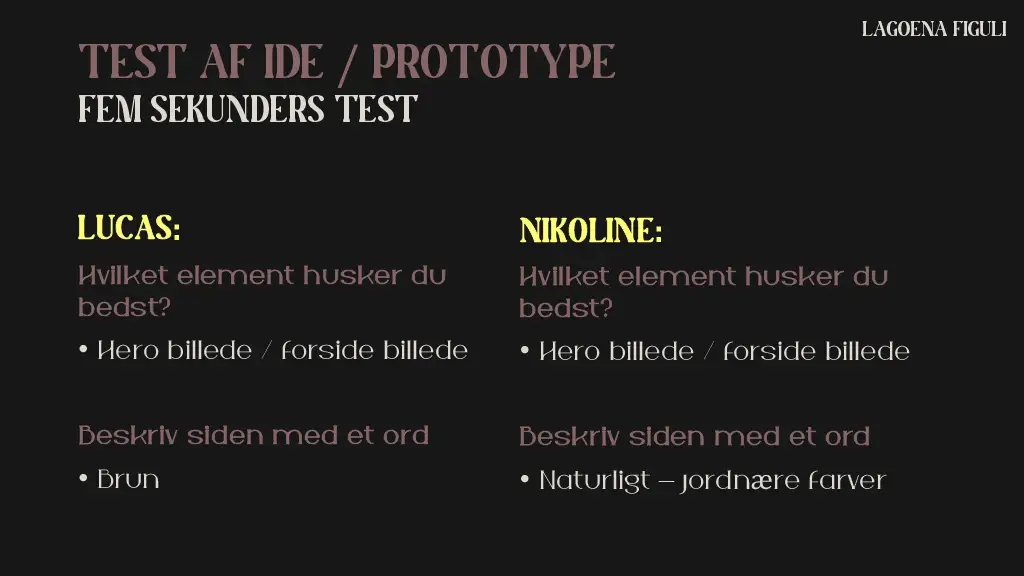 LAGOENA FIGULI
TEST AF IDE / PROTOTYPE
FEM SEKUNDERS TEST
LUCAS:
Hvilket element husker du
bedst?
• Hero billede / forside billede
Beskriv siden med et ord
• Brun
NIKOLINE:
Hvilket element husker du
bedst?
• Hero billede / forside billede
Beskriv siden med et ord
• Naturligt – jordnære farver